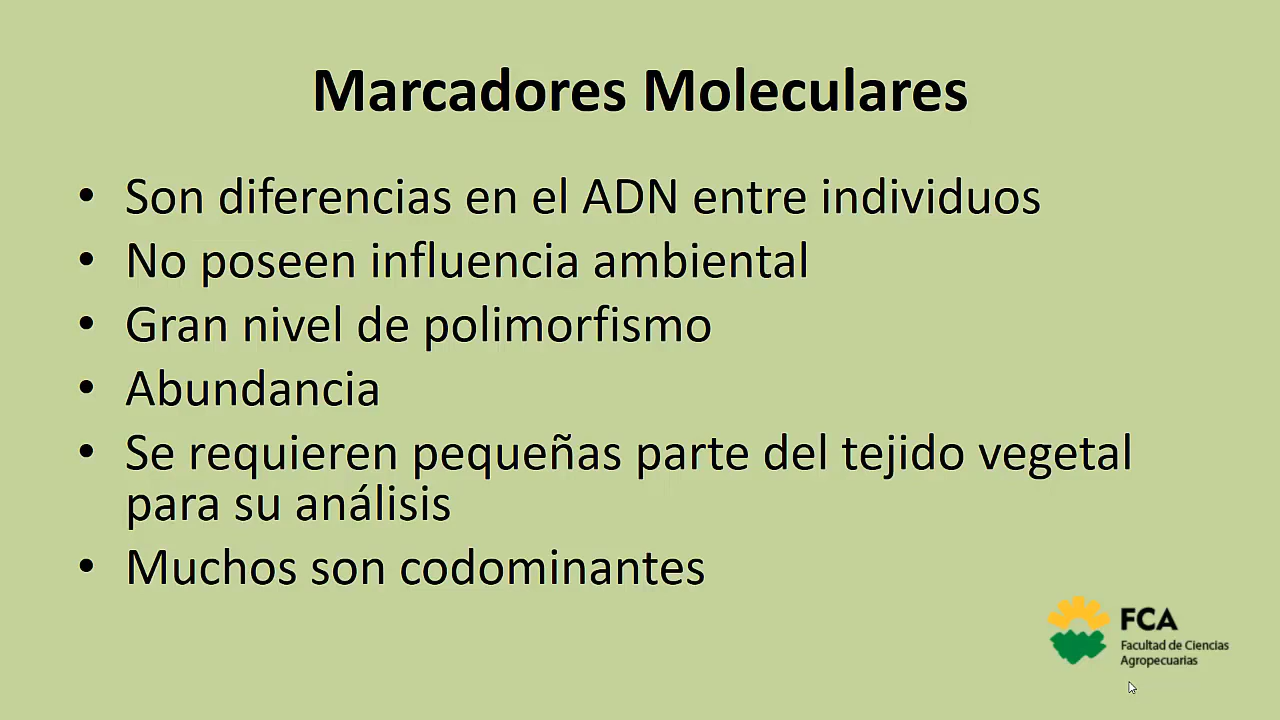 Marcadores Moleculares
• Son diferencias en el ADN entre individuos
• No poseen influencia ambiental
• Gran nivel de polimorfismo
• Abundancia
• Se requieren pequeñas parte del tejido vegetal
para su análisis
• Muchos son codominantes
FCA
Facultad de Ciencias
Agropecuarias